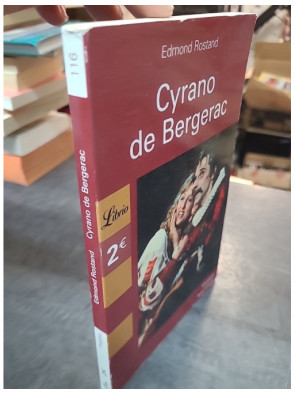 Edmond Rostand
Cyrano
de Bergerac
116
Cyrano de Bergerac
Edmond Rostand
Librio
2€